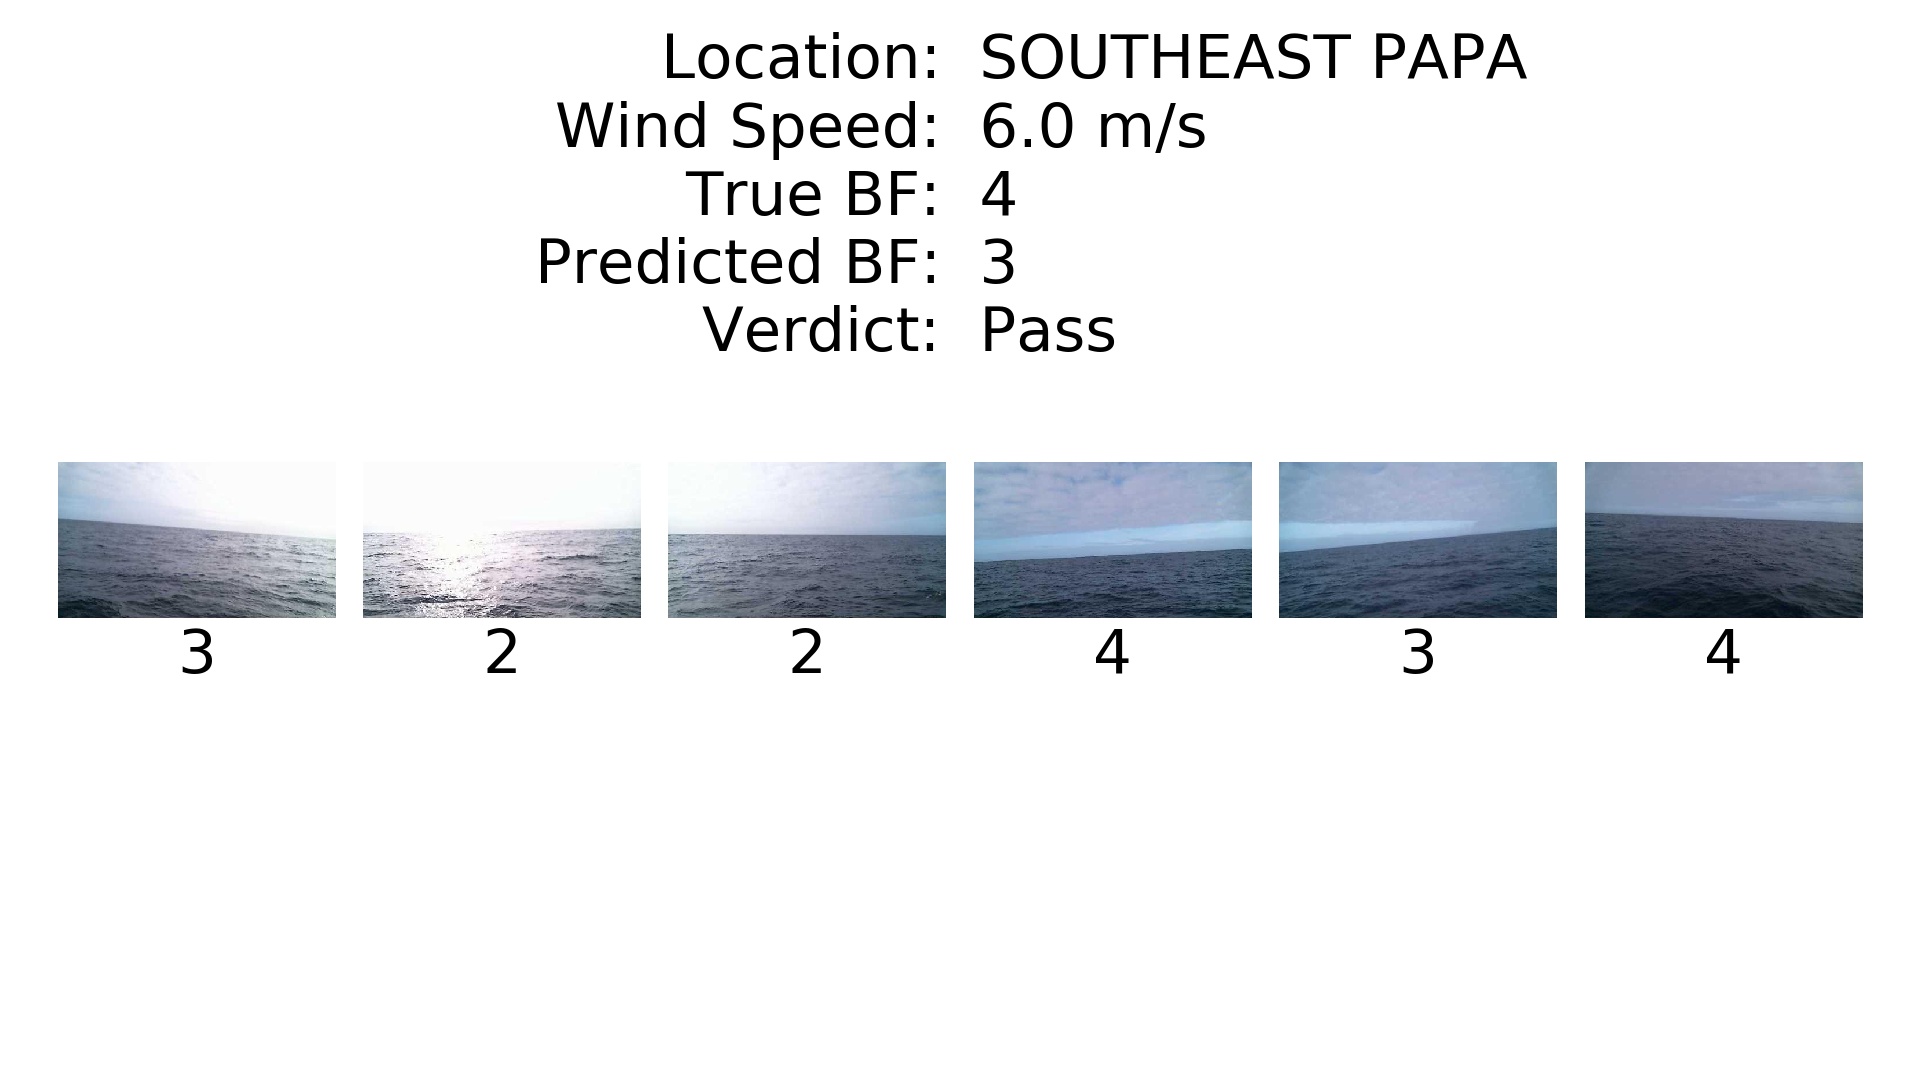 Location: SOUTHEAST PAPA
Wind Speed: 6.0 m/s
True BF: 4
Predicted BF: 3
Verdict: Pass
3 2 2 4 3 4